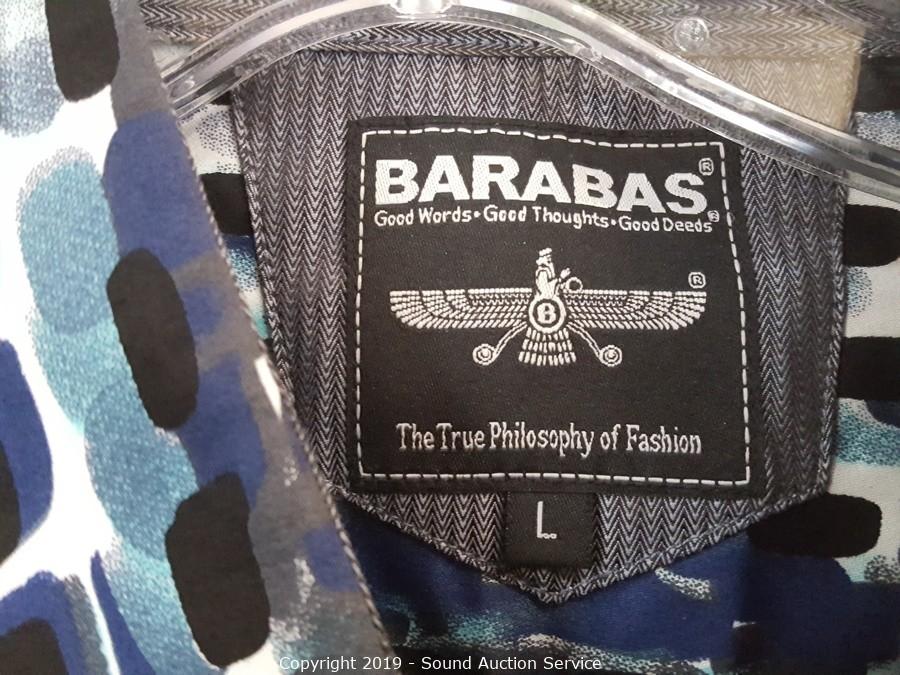 BARABAS®
Good Words • Good Thoughts • Good Deeds®
®
B
The True Philosophy of Fashion
L
Copyright 2019 - Sound Auction Service